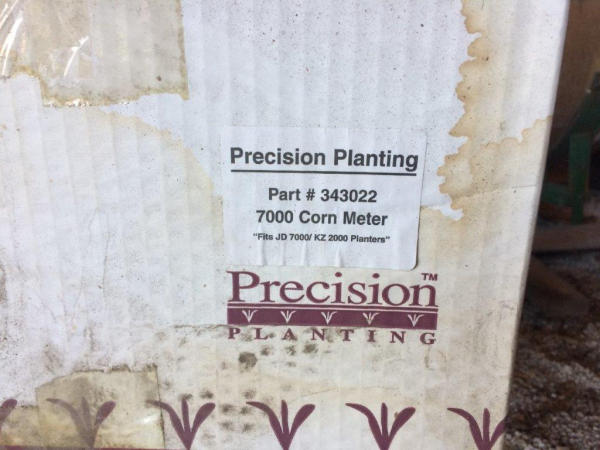 Precision Planting
Part # 343022
7000 Corn Meter
"Fits JD 7000/ KZ 2000 Planters"
Precision™
PLANTING